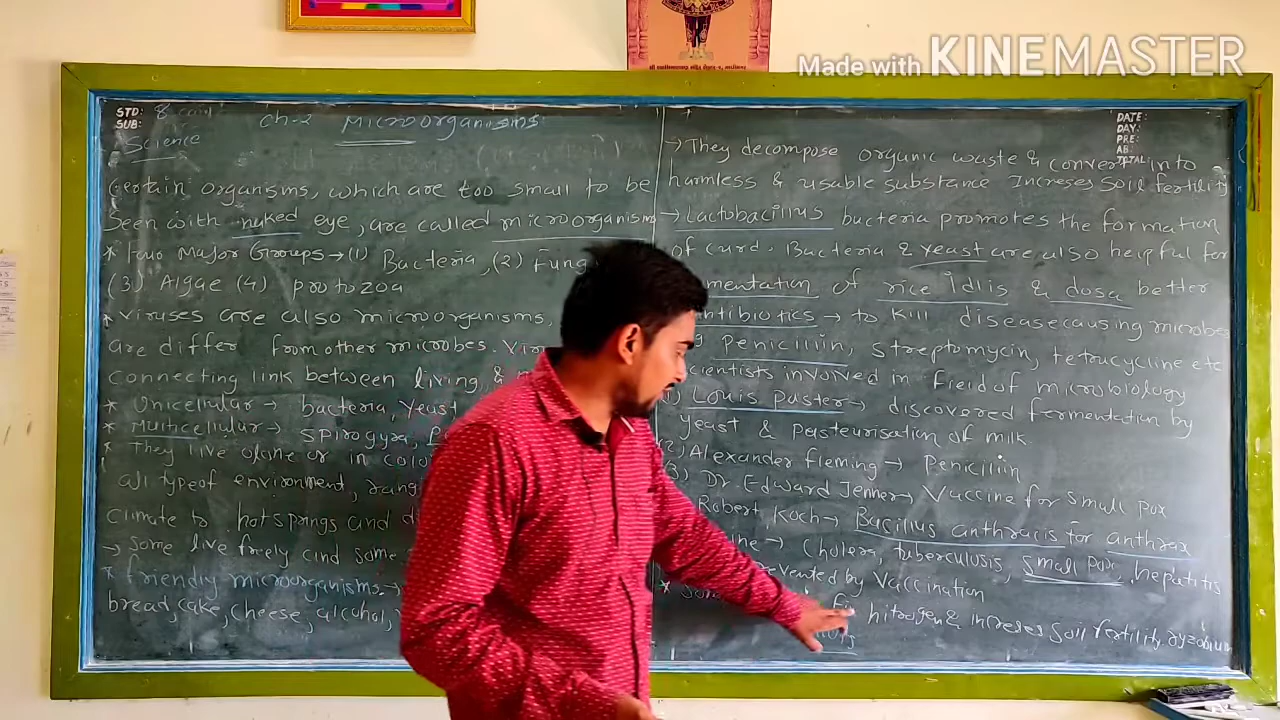 Made with KINEMASTER
STD: 8
SUB:
Science
Ch-2 Microorganisms
Certain organisms, which are too small to be
seen with naked eye, are called microorganism
* Four Major Groups → (1) Bacteria, (2) Fung
(3) Algae (4) protozoa
* viruses are also microorganisms,
are differ from other microbes.
connecting link between living, &
* Unicellular → bacteria, yeast
* Multicellular → spirogyra,
* They live alone or in
all type of environment,
climate to hot springs and
→ Some live freely and some
* friendly microorganisms. →
bread, cake, cheese, alcohol,
DATE:
DAY:
PRE:
AB:
TOTAL:
→ They decompose organic waste & convert into
harmless & usable substance Increses soil fertility
→ Lactobacillus bacteria promotes the formation
of curd. Bacteria & yeast are also helpful for
mentation of rice Idlis & dosa better
ntibiotics → to kill diseasecausing microbes
g penicillin, streptomycin, tetracycline etc
scientists involved in field of microbiology
Louis paster → discovered fermentation by
yeast & pasteurisation of milk.
(2) Alexander fleming → penicillin
(3) Dr. Edward Jenner → Vaccine for small pox
Robert Koch → Bacillus anthracis for anthrax
ine → cholera, tuberculosis, small pox, hepatitis
revented by Vaccination
* nitrogen & increses soil fertility.